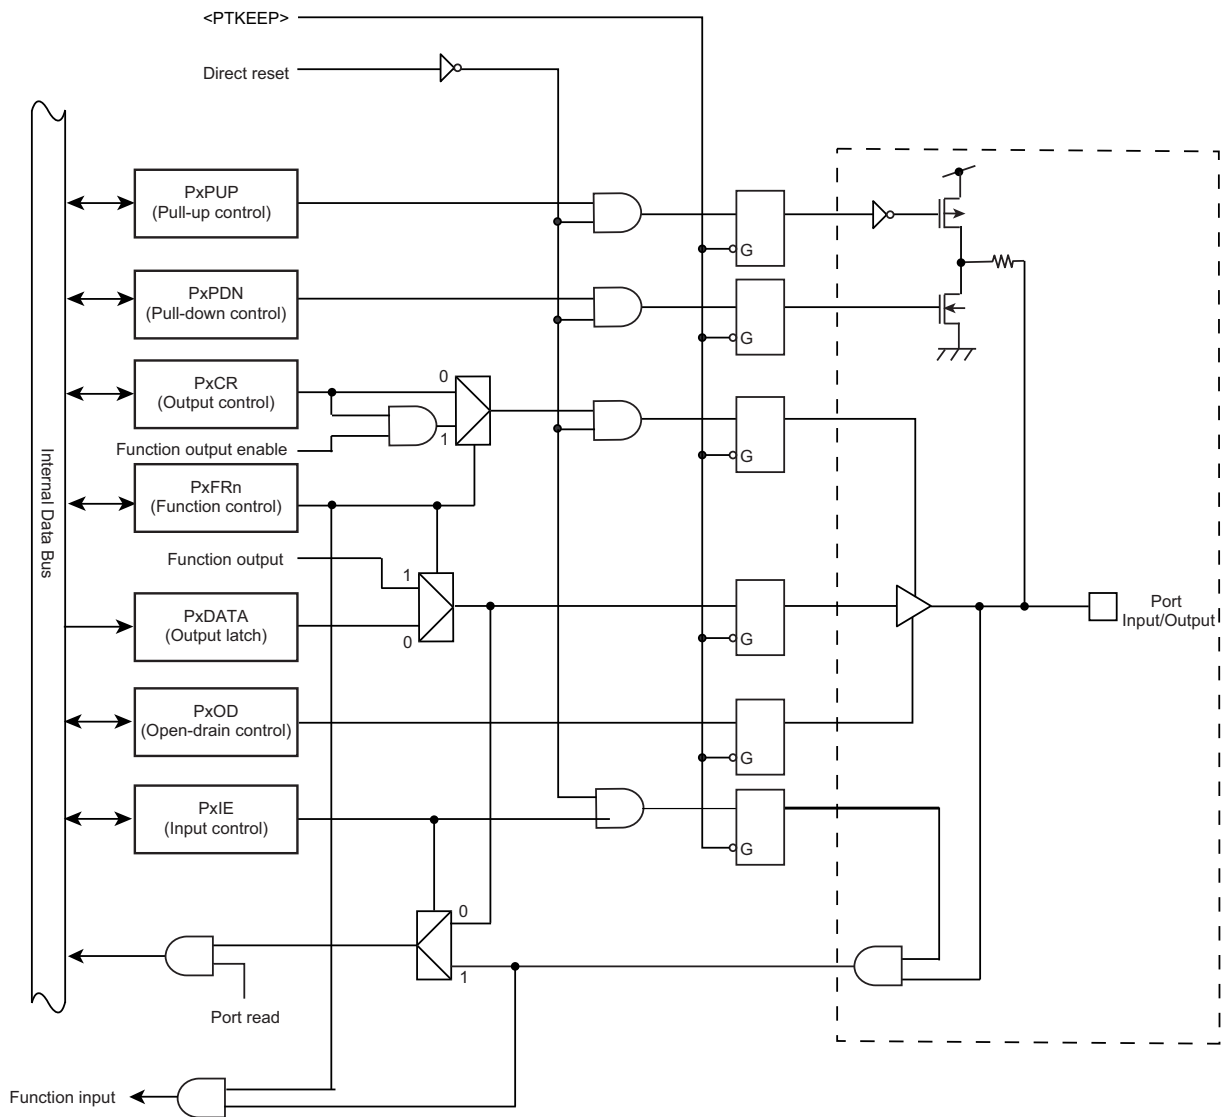 <PTKEEP>
Direct reset
PxPUP
(Pull-up control)
G
PxPDN
(Pull-down control)
G
PxCR
(Output control)
0
1
Function output enable
G
Internal Data Bus
PxFRn
(Function control)
Function output
1
0
PxDATA
(Output latch)
G
Port
Input/Output
PxOD
(Open-drain control)
G
PxIE
(Input control)
G
0
1
Port read
Function input